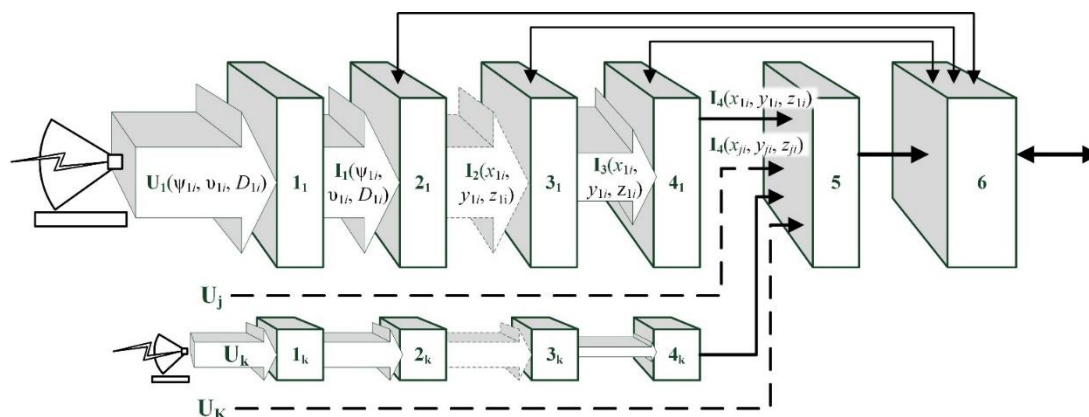 U₁(ψ₁ᵢ, υ₁ᵢ, D₁ᵢ)
1₁
I₁(ψ₁ᵢ,
υ₁ᵢ, D₁ᵢ)
2₁
I₂(x₁ᵢ,
y₁ᵢ, z₁ᵢ)
3₁
I₃(x₁ᵢ,
y₁ᵢ, z₁ᵢ)
4₁
I₄(x₁ᵢ, y₁ᵢ, z₁ᵢ)
I₄(xⱼᵢ, yⱼᵢ, zⱼᵢ)
5
6
Uⱼ
Uₖ
1ₖ
2ₖ
3ₖ
4ₖ
U_K